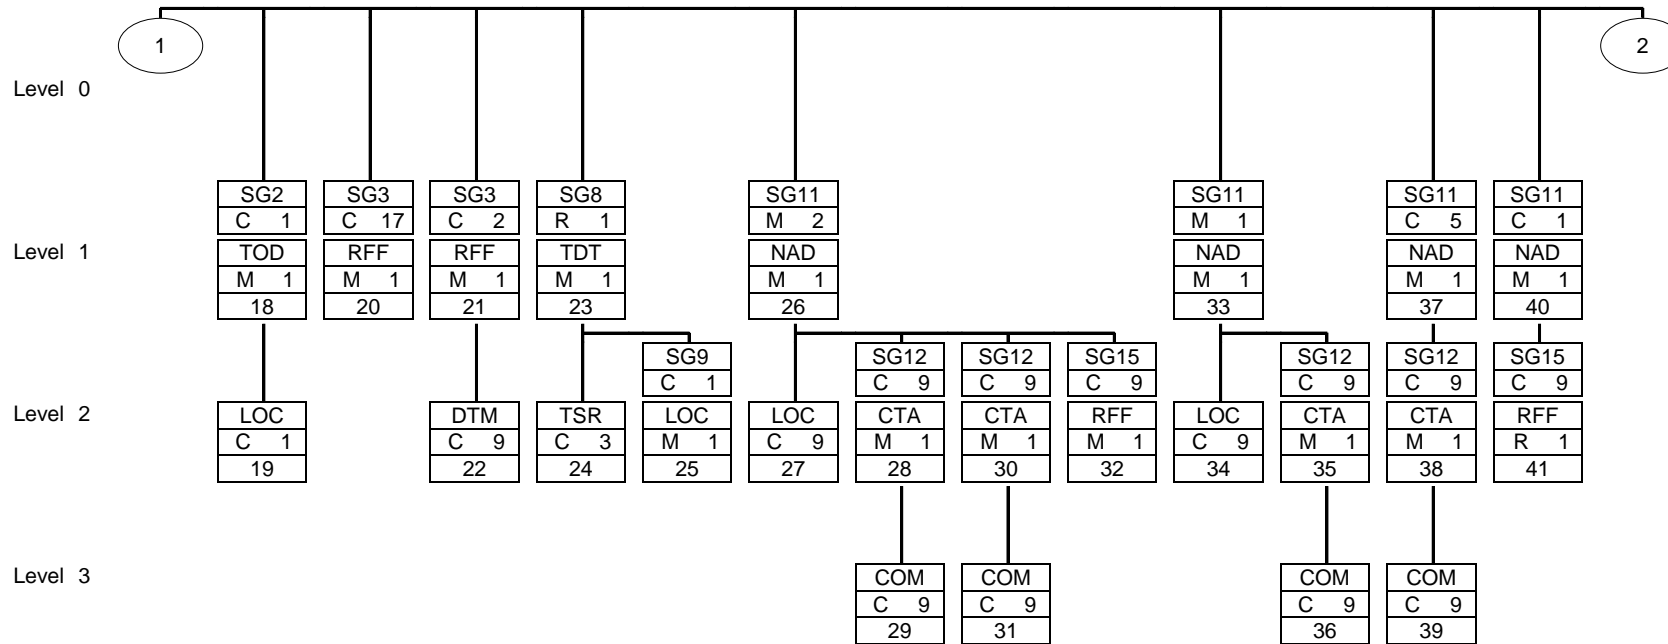 1
2
Level 0
SG2 SG3 SG3 SG8 SG11 SG11 SG11 SG11
C 1 C 17 C 2 R 1 M 2 M 1 C 5 C 1
Level 1
TOD RFF RFF TDT NAD NAD NAD NAD
M 1 M 1 M 1 M 1 M 1 M 1 M 1 M 1
18 20 21 23 26 33 37 40
SG9 SG12 SG12 SG15 SG12 SG12 SG15
C 1 C 9 C 9 C 9 C 9 C 9 C 9
Level 2
LOC DTM TSR LOC LOC CTA CTA RFF LOC CTA CTA RFF
C 1 C 9 C 3 M 1 C 9 M 1 M 1 M 1 C 9 M 1 M 1 R 1
19 22 24 25 27 28 30 32 34 35 38 41
Level 3
COM COM COM COM
C 9 C 9 C 9 C 9
29 31 36 39